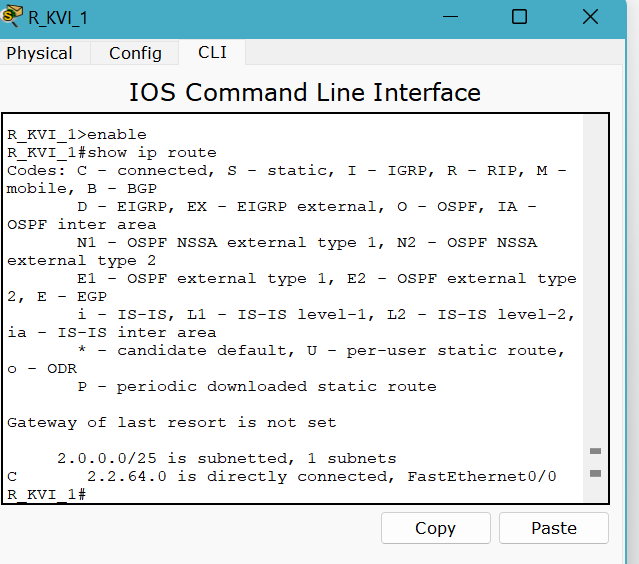 R_KVI_1
Physical Config CLI
IOS Command Line Interface
R_KVI_1>enable
R_KVI_1#show ip route
Codes: C - connected, S - static, I - IGRP, R - RIP, M -
mobile, B - BGP
D - EIGRP, EX - EIGRP external, O - OSPF, IA -
OSPF inter area
N1 - OSPF NSSA external type 1, N2 - OSPF NSSA
external type 2
E1 - OSPF external type 1, E2 - OSPF external type
2, E - EGP
i - IS-IS, L1 - IS-IS level-1, L2 - IS-IS level-2,
ia - IS-IS inter area
* - candidate default, U - per-user static route,
o - ODR
P - periodic downloaded static route
Gateway of last resort is not set
2.0.0.0/25 is subnetted, 1 subnets
C 2.2.64.0 is directly connected, FastEthernet0/0
R_KVI_1#
Copy Paste